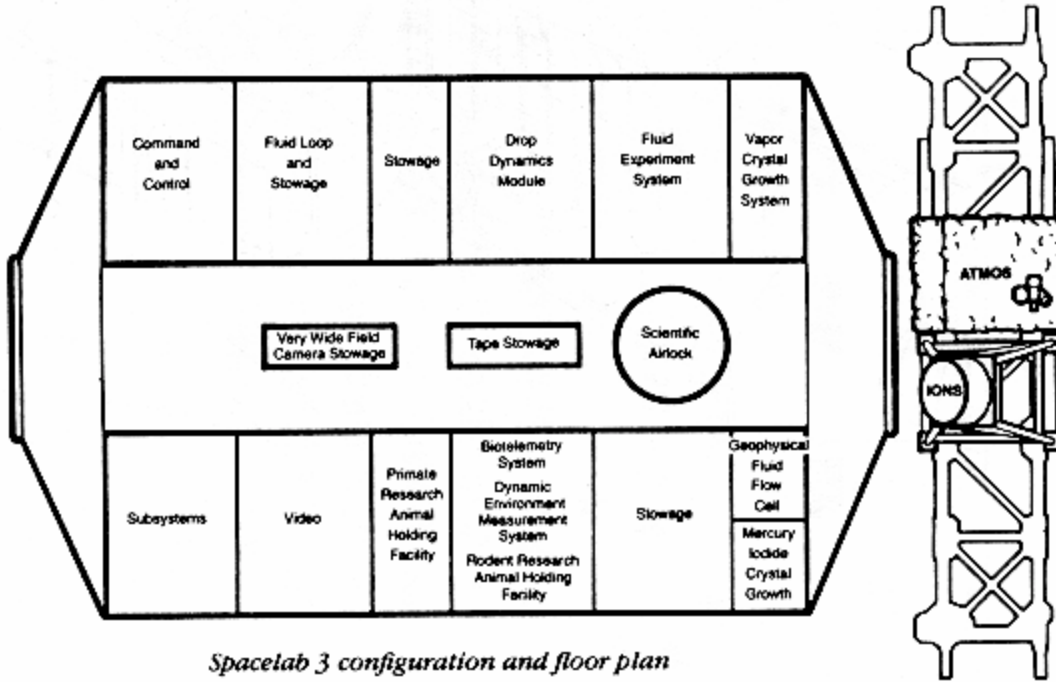 Command
and
Control
Fluid Loop
and
Stowage
Stowage
Drop
Dynamics
Module
Fluid
Experiment
System
Vapor
Crystal
Growth
System
ATMOS
Very Wide Field
Camera Stowage
Tape Stowage
Scientific
Airlock
IONS
Subsystems
Video
Primate
Research
Animal
Holding
Facility
Biotelemetry
System
Dynamic
Environment
Measurement
System
Rodent Research
Animal Holding
Facility
Stowage
Geophysical
Fluid
Flow
Cell
Mercury
Iodide
Crystal
Growth
Spacelab 3 configuration and floor plan